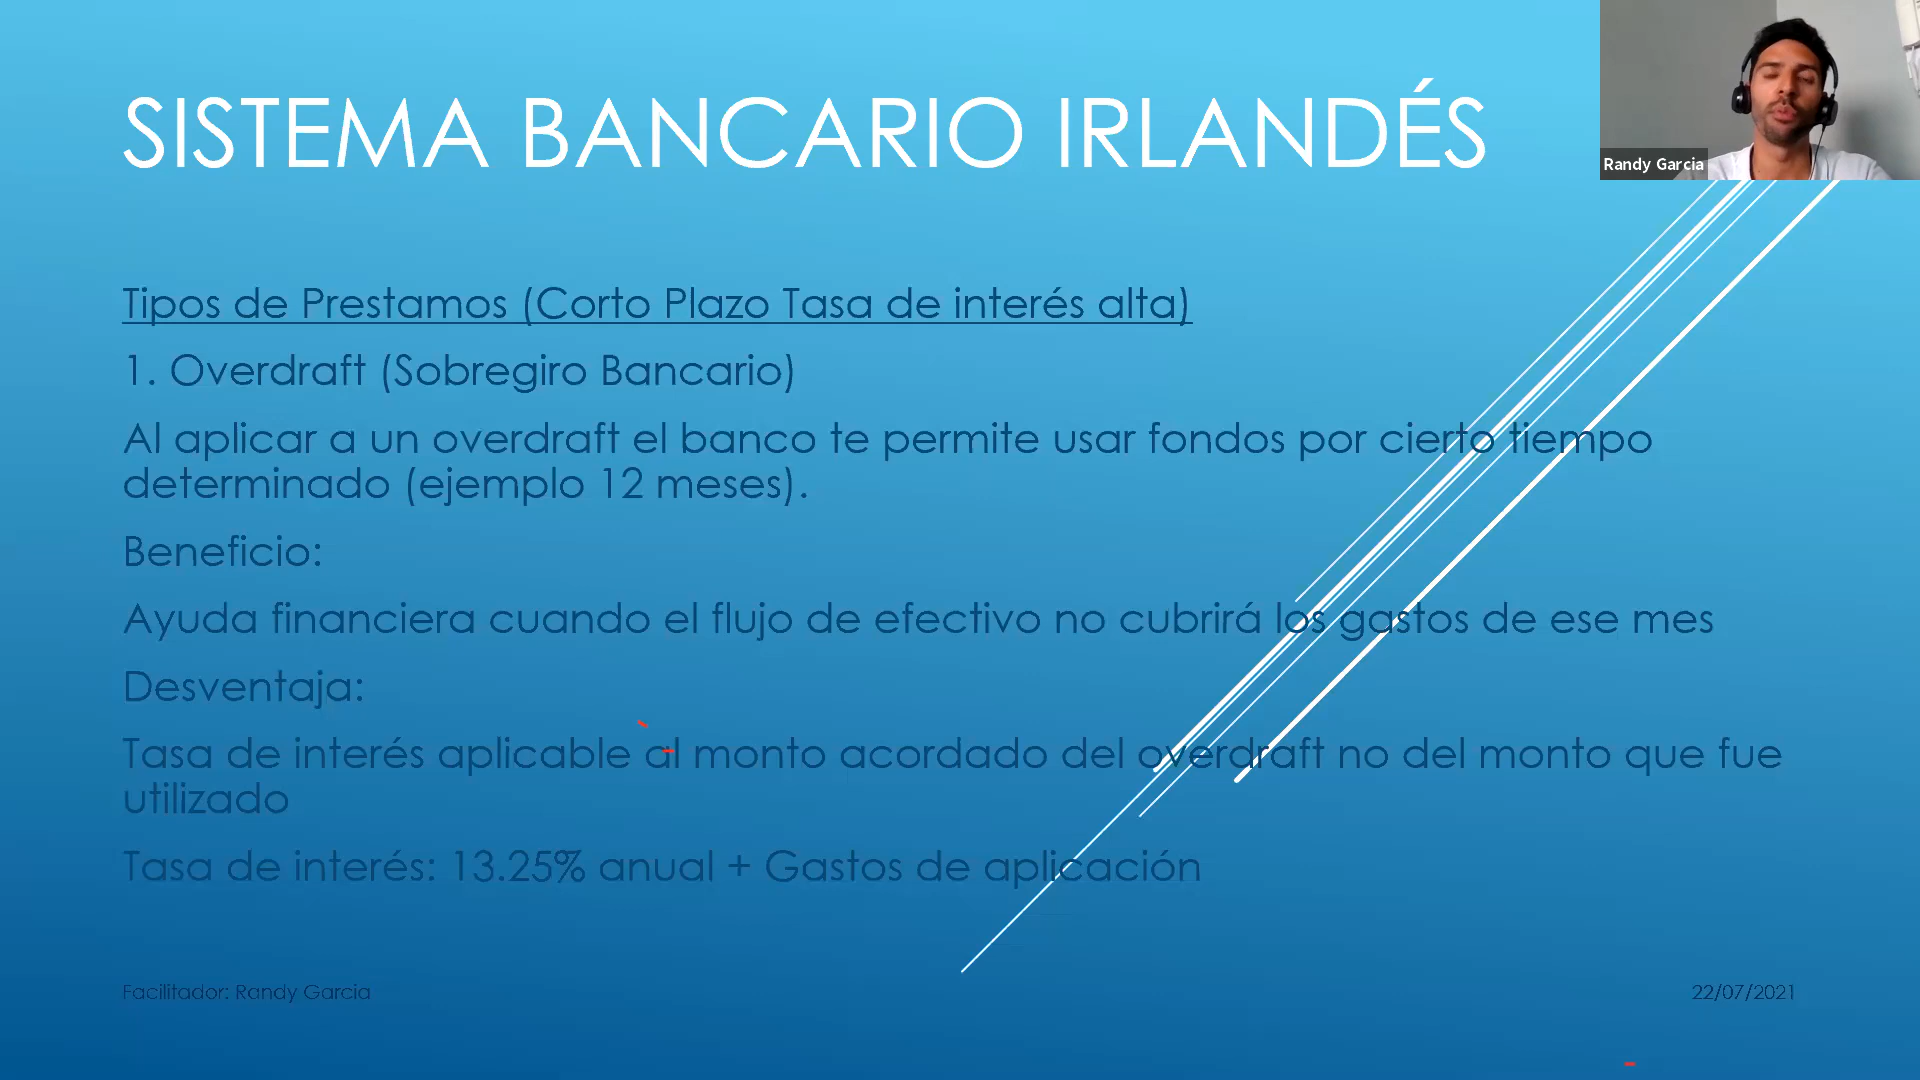 SISTEMA BANCARIO IRLANDÉS
Randy Garcia
Tipos de Prestamos (Corto Plazo Tasa de interés alta)
1. Overdraft (Sobregiro Bancario)
Al aplicar a un overdraft el banco te permite usar fondos por cierto tiempo
determinado (ejemplo 12 meses).
Beneficio:
Ayuda financiera cuando el flujo de efectivo no cubrirá los gastos de ese mes
Desventaja:
Tasa de interés aplicable al monto acordado del overdraft no del monto que fue
utilizado
Tasa de interés: 13.25% anual + Gastos de aplicación
Facilitador: Randy Garcia
22/07/2021